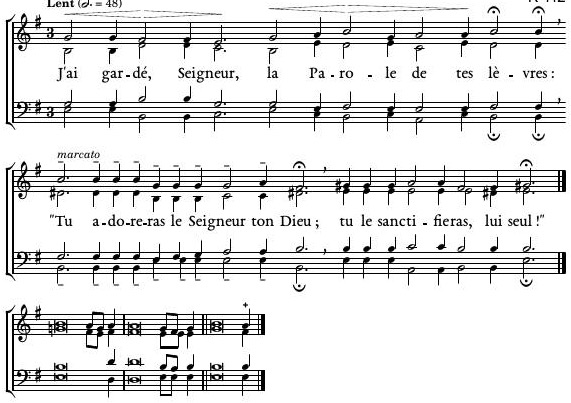 Lent (𝅗𝅥. = 48)
J'ai gar-dé, Seigneur, la Pa-ro-le de tes lè-vres :
marcato
"Tu a-do-re-ras le Seigneur ton Dieu ; tu le sancti-fieras, lui seul !"